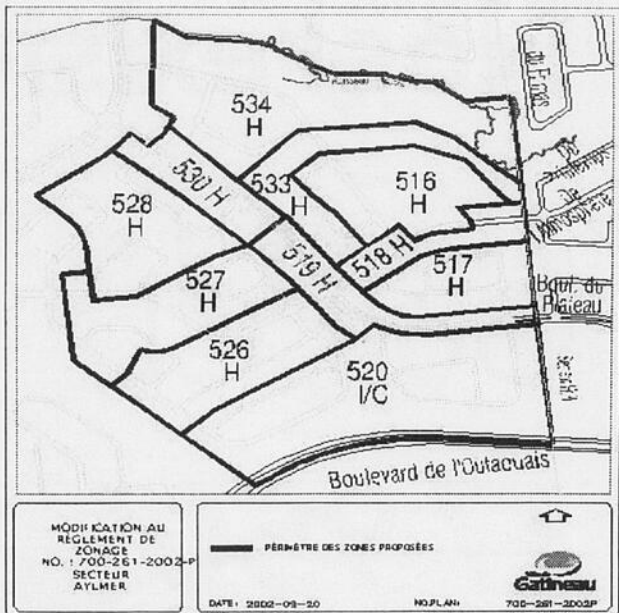 534
H
530 H
533
H
516
H
528
H
518 H
519 H
517
H
527
H
526
H
520
I/C
de
l'Atmosphère
Boul. du
Plateau
Boulevard de l'Outaouais
MODIFICATION AU
RÈGLEMENT DE
ZONAGE
NO. : 700-261-2002-P
SECTEUR
AYLMER
PÉRIMÈTRE DES ZONES PROPOSÉES
Gatineau
DATE: 2002-09-20
NO.PLAN: 700-261-2002P